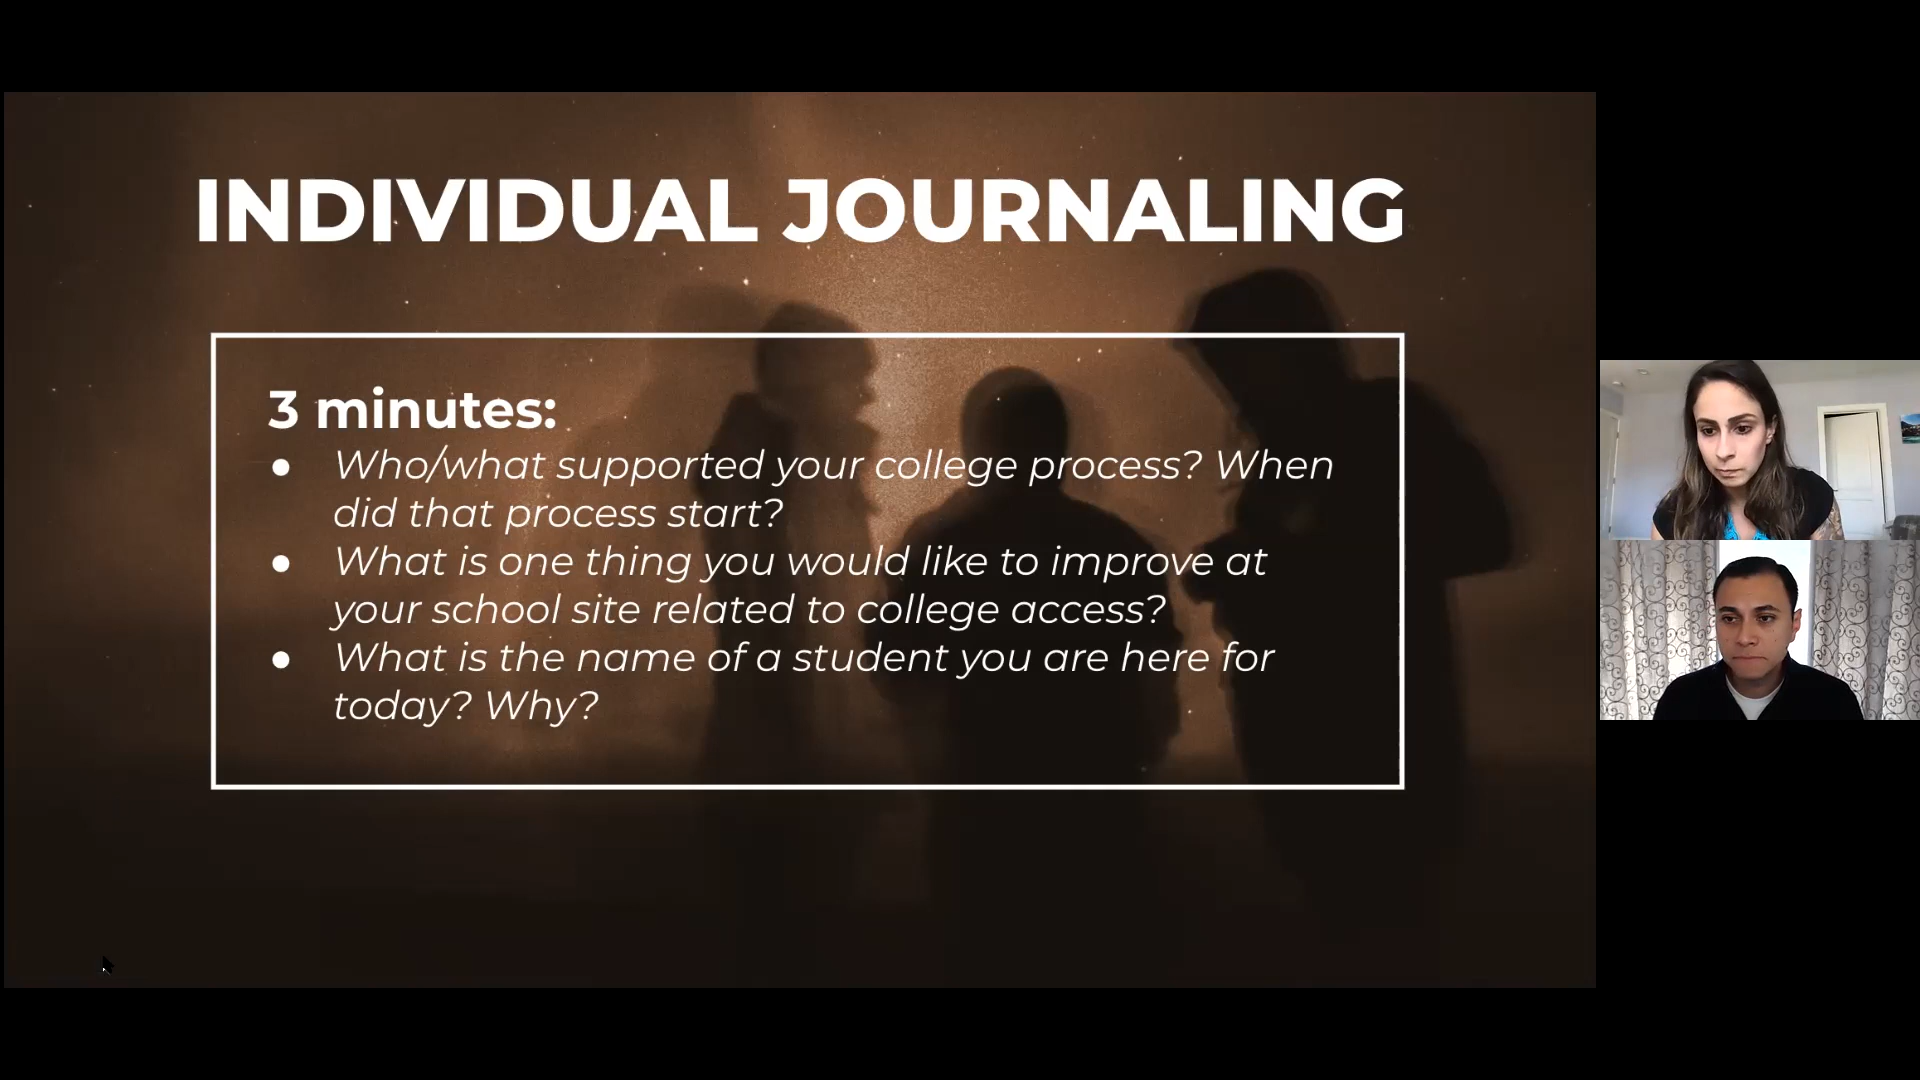 INDIVIDUAL JOURNALING
3 minutes:
● Who/what supported your college process? When
did that process start?
● What is one thing you would like to improve at
your school site related to college access?
● What is the name of a student you are here for
today? Why?